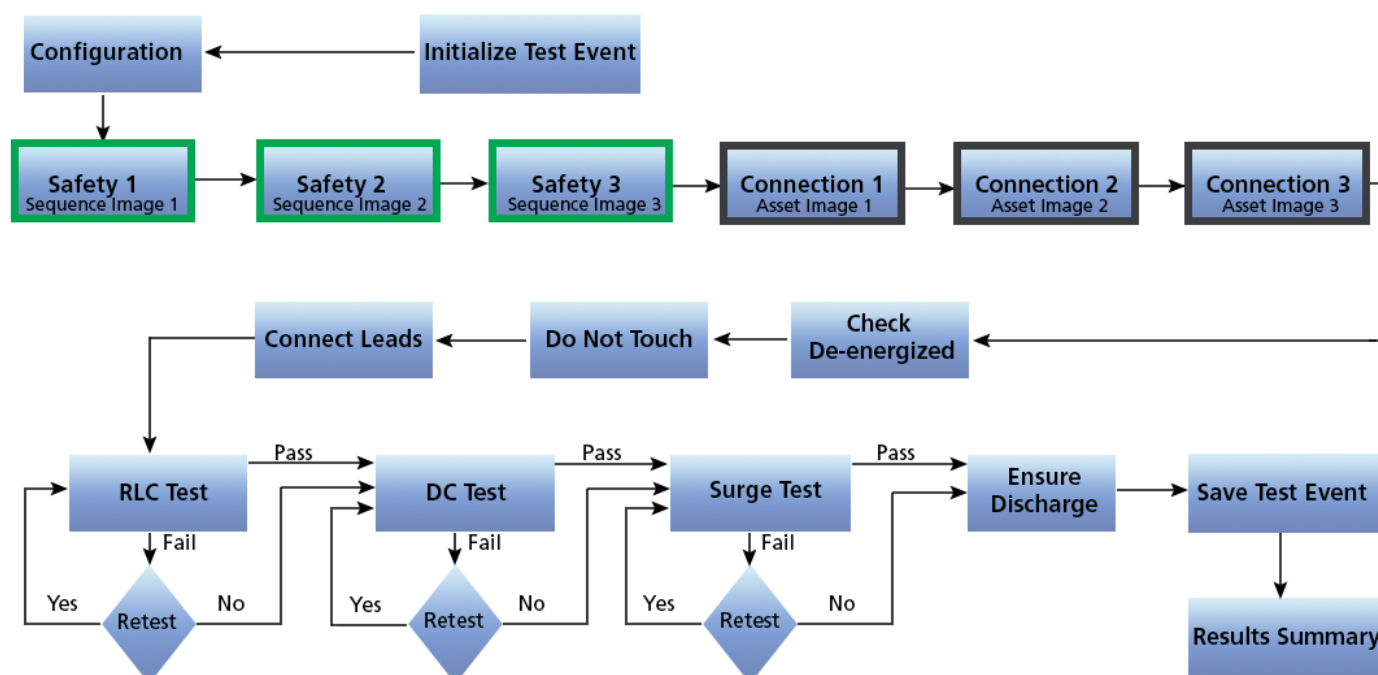 Configuration
Initialize Test Event
Safety 1
Sequence Image 1
Safety 2
Sequence Image 2
Safety 3
Sequence Image 3
Connection 1
Asset Image 1
Connection 2
Asset Image 2
Connection 3
Asset Image 3
Connect Leads
Do Not Touch
Check
De-energized
RLC Test
Pass
DC Test
Pass
Surge Test
Pass
Ensure
Discharge
Save Test Event
Fail
Fail
Fail
Yes
Retest
No
Yes
Retest
No
Yes
Retest
No
Results Summary